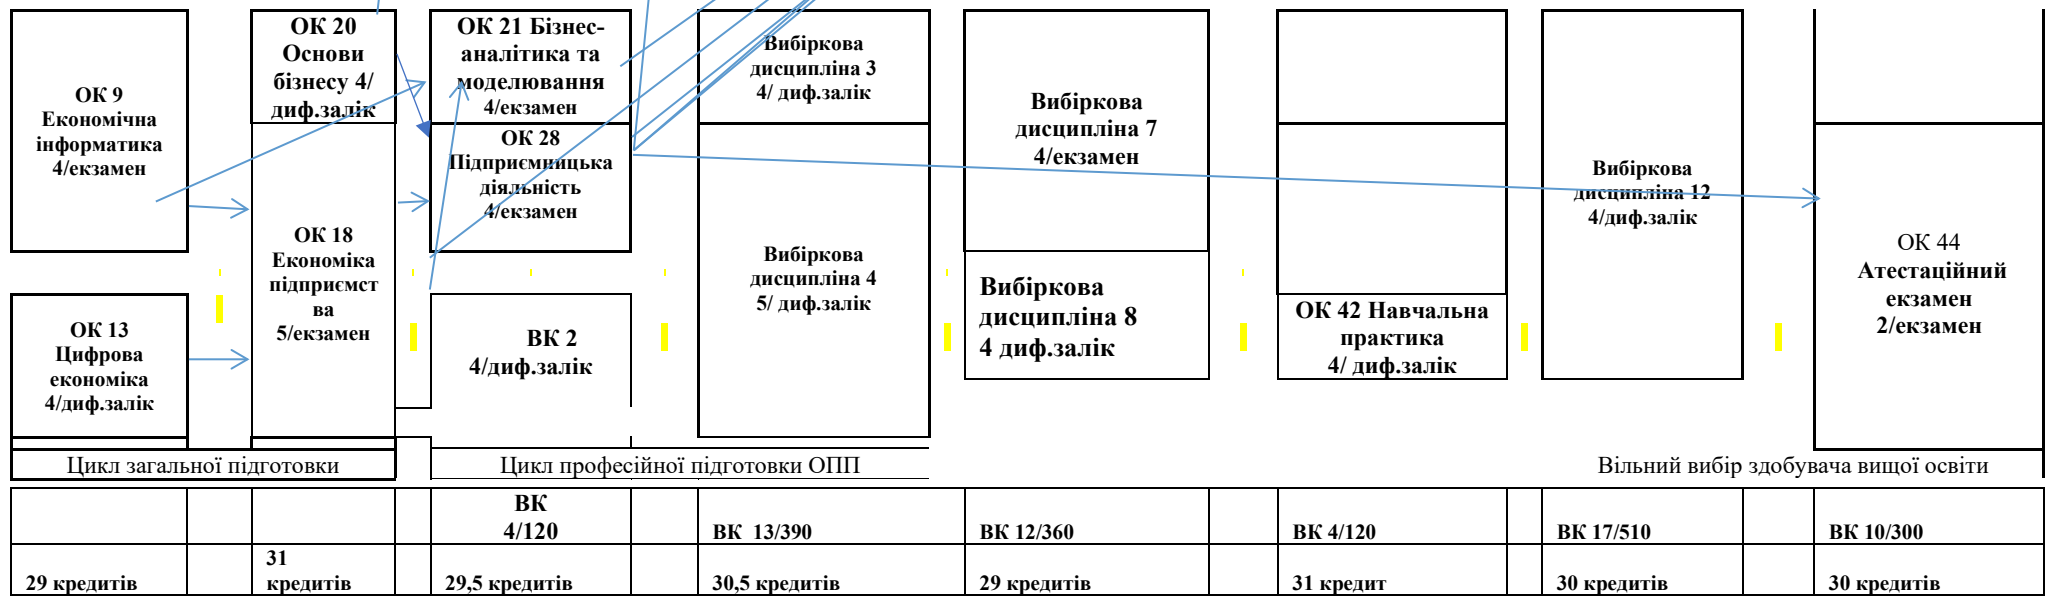 ОК 9
Економічна
інформатика
4/екзамен
ОК 13
Цифрова
економіка
4/диф.залік
ОК 20
Основи
бізнесу 4/
диф.залік
ОК 18
Економіка
підприємст
ва
5/екзамен
ОК 21 Бізнес-
аналітика та
моделювання
4/екзамен
ОК 28
Підприємницька
діяльність
4/екзамен
ВК 2
4/диф.залік
Вибіркова
дисципліна 3
4/ диф.залік
Вибіркова
дисципліна 4
5/ диф.залік
Вибіркова
дисципліна 7
4/екзамен
Вибіркова
дисципліна 8
4 диф.залік
ОК 42 Навчальна
практика
4/ диф.залік
Вибіркова
дисципліна 12
4/диф.залік
ОК 44
Атестаційний
екзамен
2/екзамен
Цикл загальної підготовки
Цикл професійної підготовки ОПП
Вільний вибір здобувача вищої освіти
ВК
4/120
ВК 13/390
ВК 12/360
ВК 4/120
ВК 17/510
ВК 10/300
29 кредитів
31
кредитів
29,5 кредитів
30,5 кредитів
29 кредитів
31 кредит
30 кредитів
30 кредитів